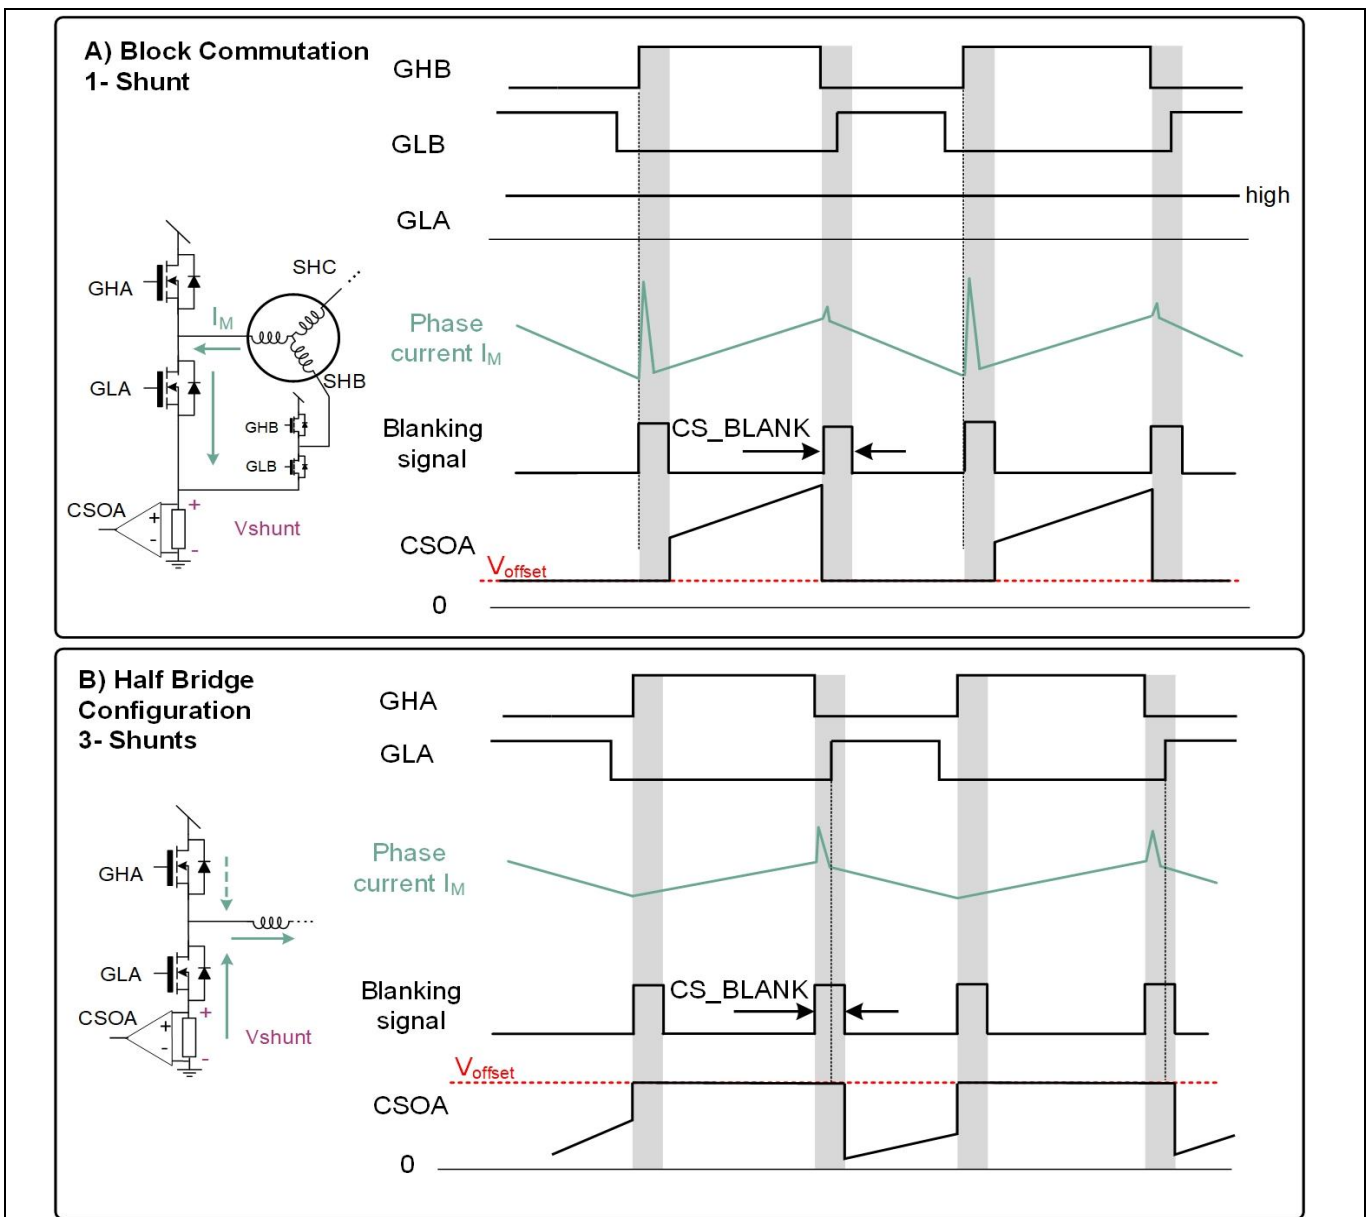 A) Block Commutation
1- Shunt
GHB
GLB
high
GLA
SHC
GHA
IM
Phase
current IM
GLA
SHB
GHB
GLB
Blanking
signal
CS_BLANK
CSOA
+
+
-
-
Vshunt
CSOA
Voffset
0
B) Half Bridge
Configuration
3- Shunts
GHA
GLA
GHA
Phase
current IM
GLA
Blanking
signal
CS_BLANK
CSOA
+
+
-
-
Vshunt
Voffset
CSOA
0